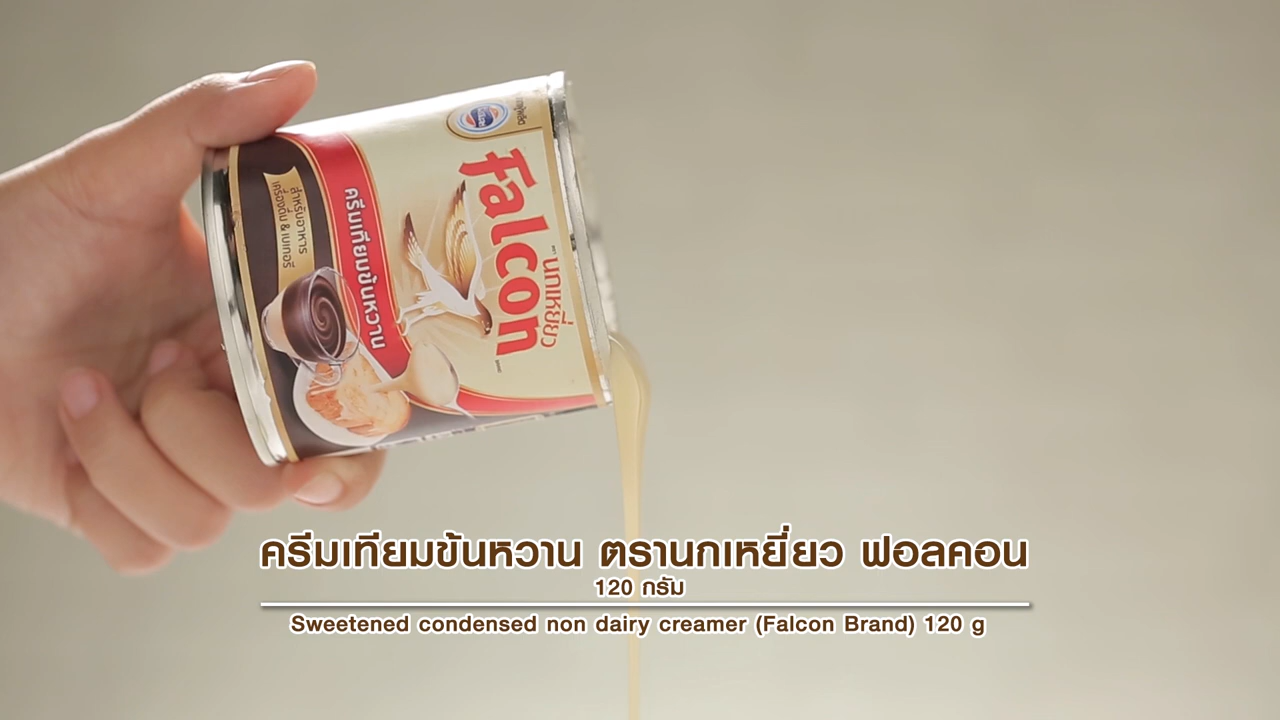 Falcon
นกเหยี่ยว
ครีมเทียมข้นหวาน
สำหรับอาหาร
เครื่องดื่ม & เบเกอรี่
ครีมเทียมข้นหวาน ตรานกเหยี่ยว ฟอลคอน
120 กรัม
Sweetened condensed non dairy creamer (Falcon Brand) 120 g